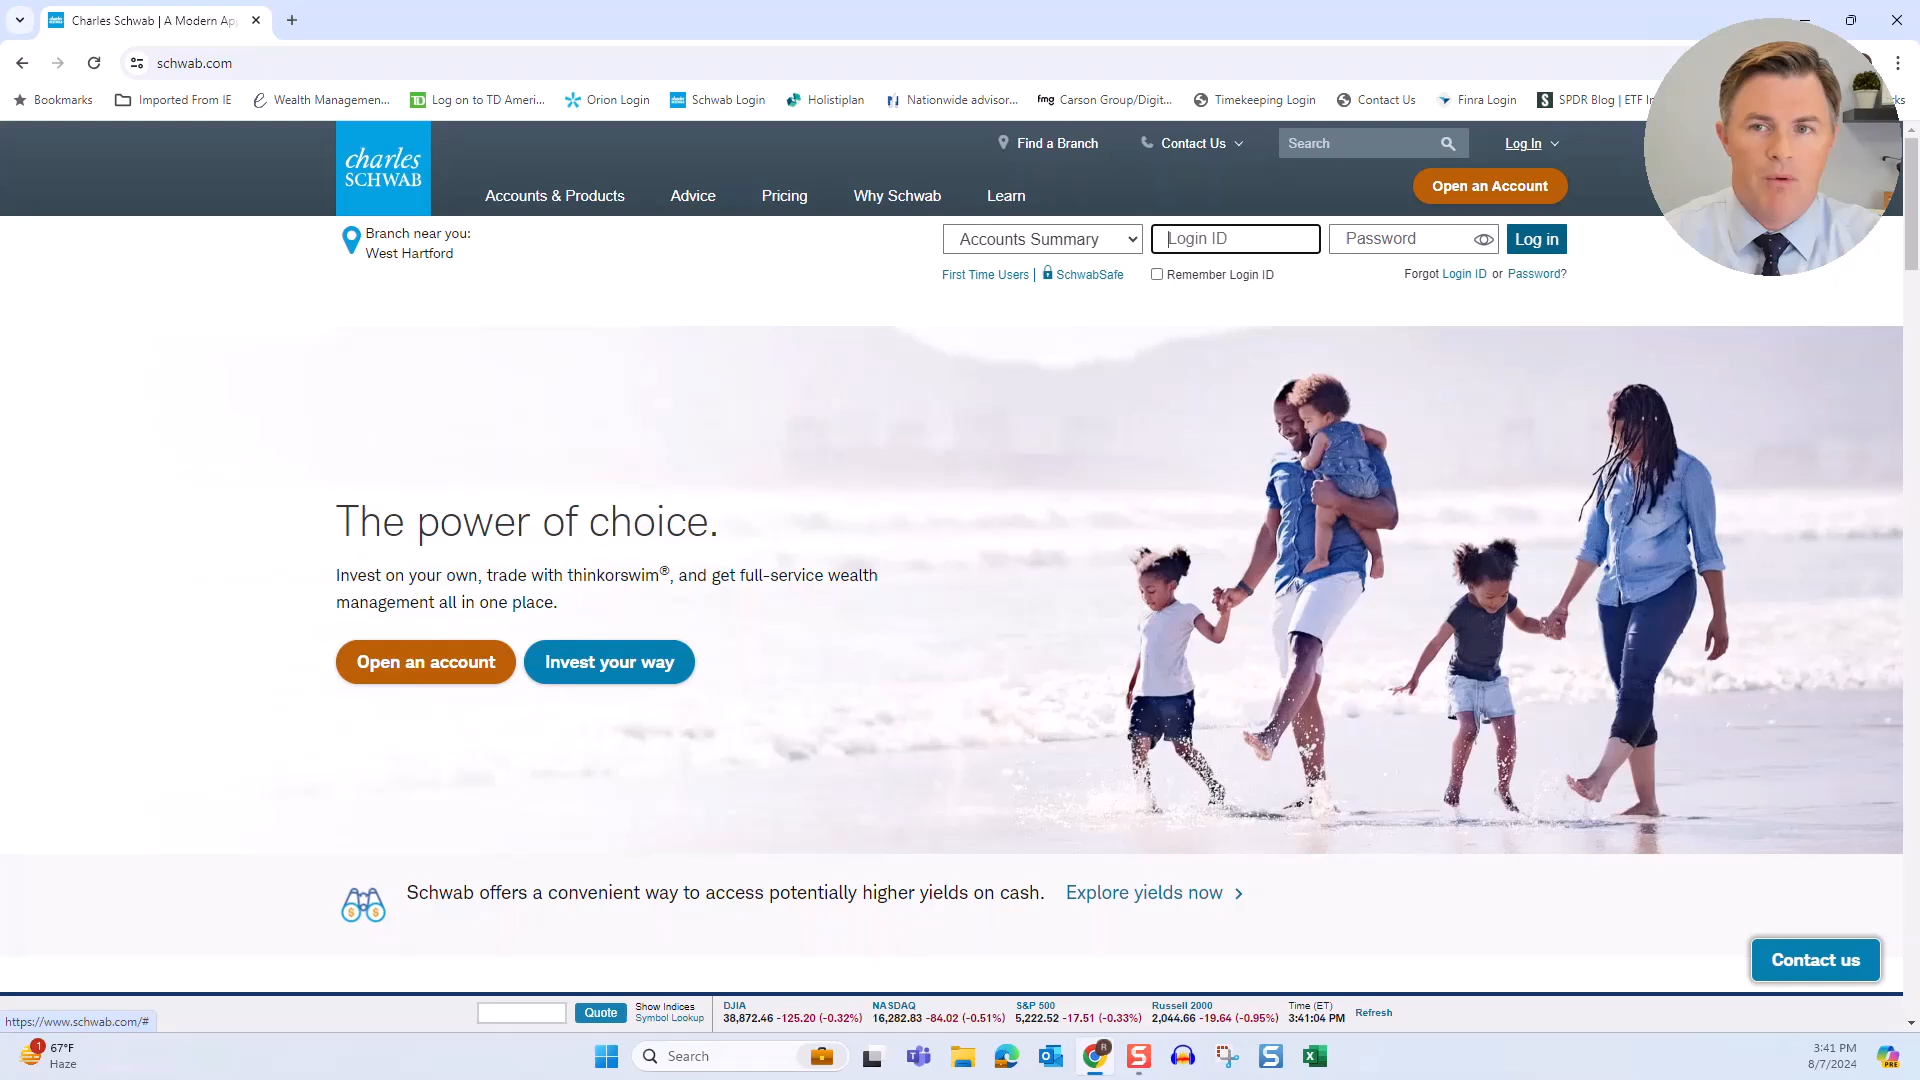 Charles Schwab | A Modern Ap
schwab.com
Bookmarks
Imported From IE
Wealth Managemen...
Log on to TD Ameri...
Orion Login
Schwab Login
Holistiplan
Nationwide advisor...
fmg Carson Group/Digit...
Timekeeping Login
Contact Us
Finra Login
SPDR Blog | ETF In
ks
charles
SCHWAB
Find a Branch
Contact Us
Search
Log In
Accounts & Products
Advice
Pricing
Why Schwab
Learn
Open an Account
Branch near you:
West Hartford
Accounts Summary
Login ID
Password
Log in
First Time Users |
SchwabSafe
Remember Login ID
Forgot Login ID or Password?
The power of choice.
Invest on your own, trade with thinkorswim®, and get full-service wealth
management all in one place.
Open an account
Invest your way
Schwab offers a convenient way to access potentially higher yields on cash.
Explore yields now
Contact us
Quote
Show Indices
Symbol Lookup
DJIA
38,872.46 -125.20 (-0.32%)
NASDAQ
16,282.83 -84.02 (-0.51%)
S&P 500
5,222.52 -17.51 (-0.33%)
Russell 2000
2,044.66 -19.64 (-0.95%)
Time (ET)
3:41:04 PM
Refresh
https://www.schwab.com/#
1
67°F
Haze
Search
R
3:41 PM
8/7/2024
PRE